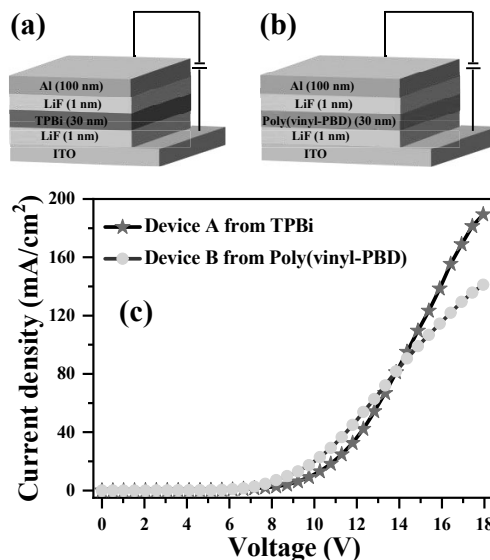 (a)
Al (100 nm)
LiF (1 nm)
TPBi (30 nm)
LiF (1 nm)
ITO
(b)
Al (100 nm)
LiF (1 nm)
Poly(vinyl-PBD) (30 nm)
LiF (1 nm)
ITO
200
160
120
80
40
0
Current density (mA/cm²)
Device A from TPBi
Device B from Poly(vinyl-PBD)
(c)
0 2 4 6 8 10 12 14 16 18
Voltage (V)